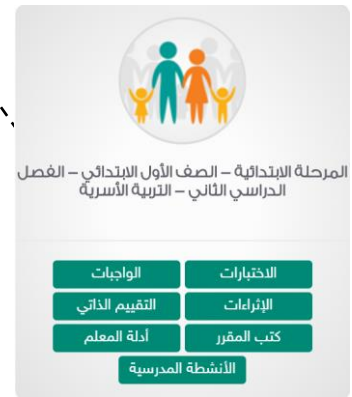 المرحلة الابتدائية – الصف الأول الابتدائي – الفصل
الدراسي الثاني – التربية الأسرية
الاختبارات
الواجبات
الإثراءات
التقييم الذاتي
كتب المقرر
أدلة المعلم
الأنشطة المدرسية